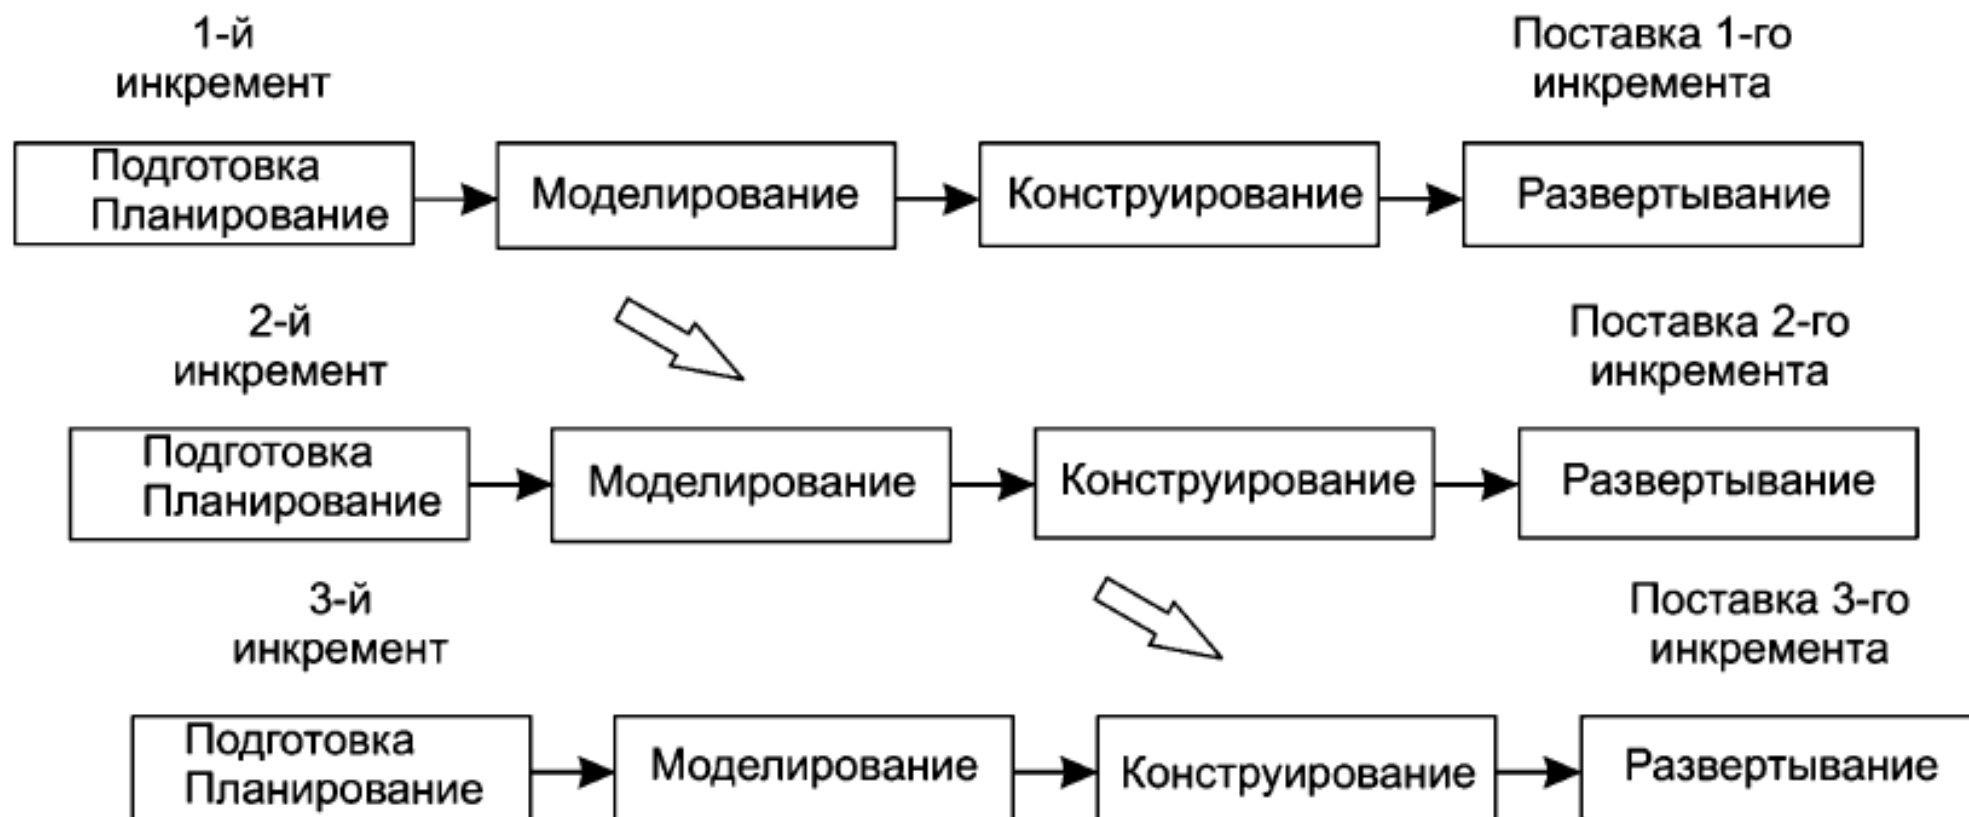 1-й
инкремент
Поставка 1-го
инкремента
Подготовка
Планирование
Моделирование
Конструирование
Развертывание
2-й
инкремент
Поставка 2-го
инкремента
Подготовка
Планирование
Моделирование
Конструирование
Развертывание
3-й
инкремент
Поставка 3-го
инкремента
Подготовка
Планирование
Моделирование
Конструирование
Развертывание